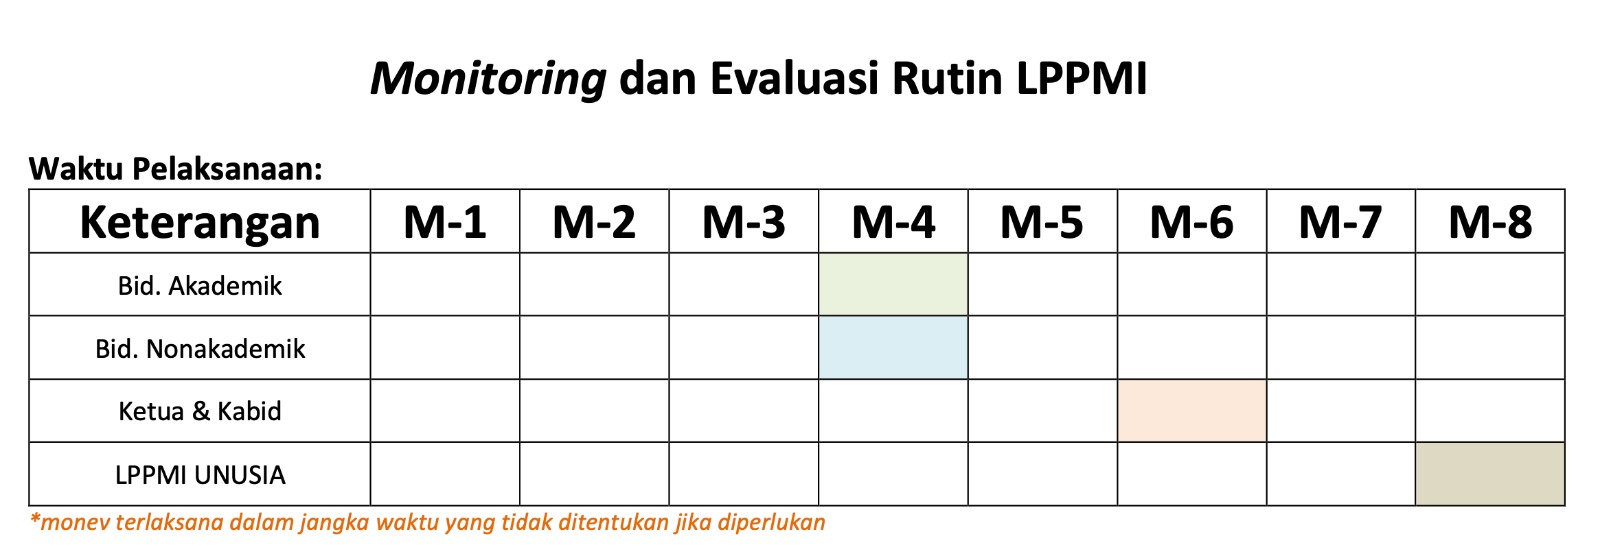 Monitoring dan Evaluasi Rutin LPPMI
Waktu Pelaksanaan:
Keterangan M-1 M-2 M-3 M-4 M-5 M-6 M-7 M-8
Bid. Akademik
Bid. Nonakademik
Ketua & Kabid
LPPMI UNUSIA
*monev terlaksana dalam jangka waktu yang tidak ditentukan jika diperlukan